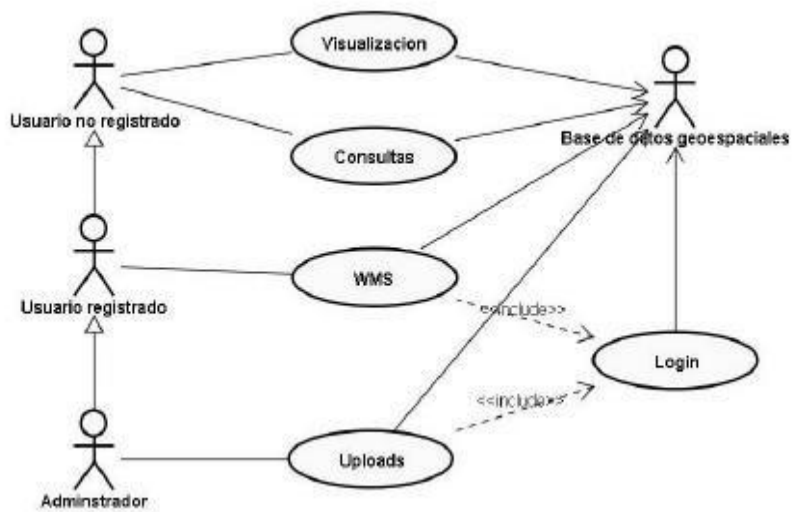 Visualizacion
Usuario no registrado
Base de datos geoespaciales
Consultas
WMS
Usuario registrado
<<include>>
Login
<<include>>
Uploads
Adminstrador